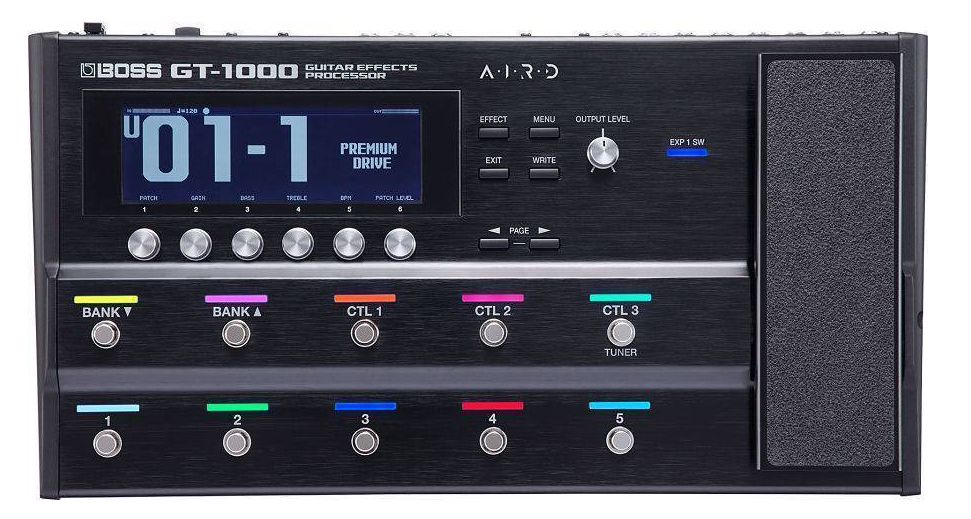 BOSS GT-1000 GUITAR EFFECTS PROCESSOR
A·I·R·D
EFFECT MENU OUTPUT LEVEL
EXP 1 SW
EXIT WRITE
◄ PAGE ►
J=120
OUT
U01-1
PREMIUM
DRIVE
PATCH GAIN BASS TREBLE BPM PATCH LEVEL
1 2 3 4 5 6
BANK ▼ BANK ▲ CTL 1 CTL 2 CTL 3
TUNER
1 2 3 4 5